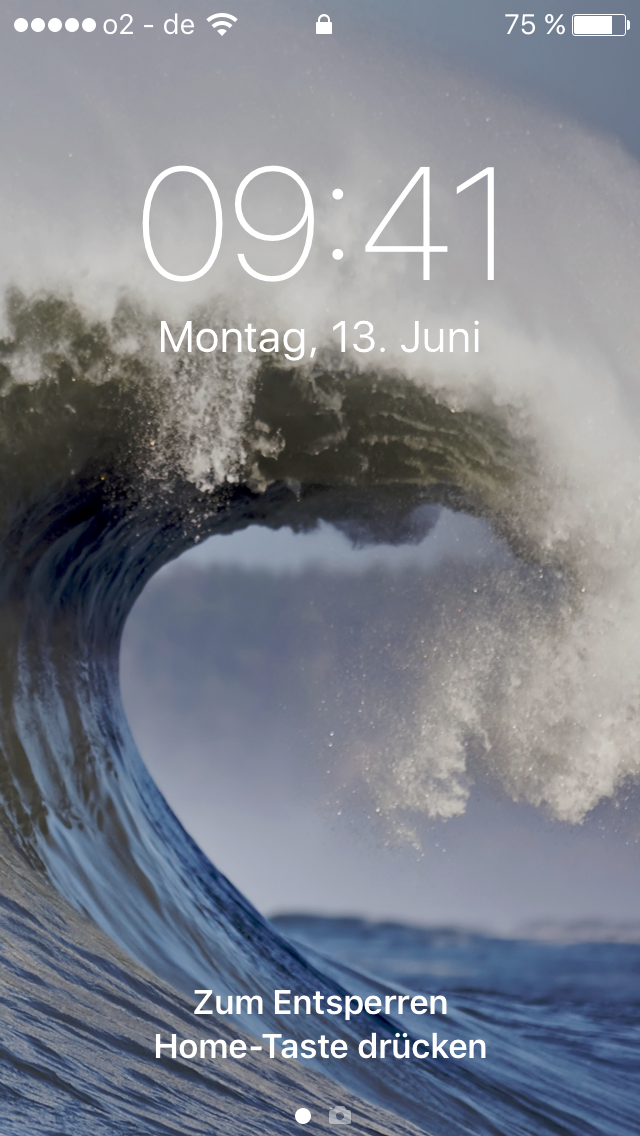 o2 - de 75 %
09:41
Montag, 13. Juni
Zum Entsperren
Home-Taste drücken